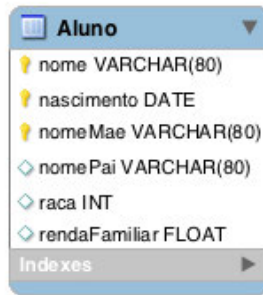 Aluno
nome VARCHAR(80)
nascimento DATE
nomeMae VARCHAR(80)
nomePai VARCHAR(80)
raca INT
rendaFamiliar FLOAT
Indexes